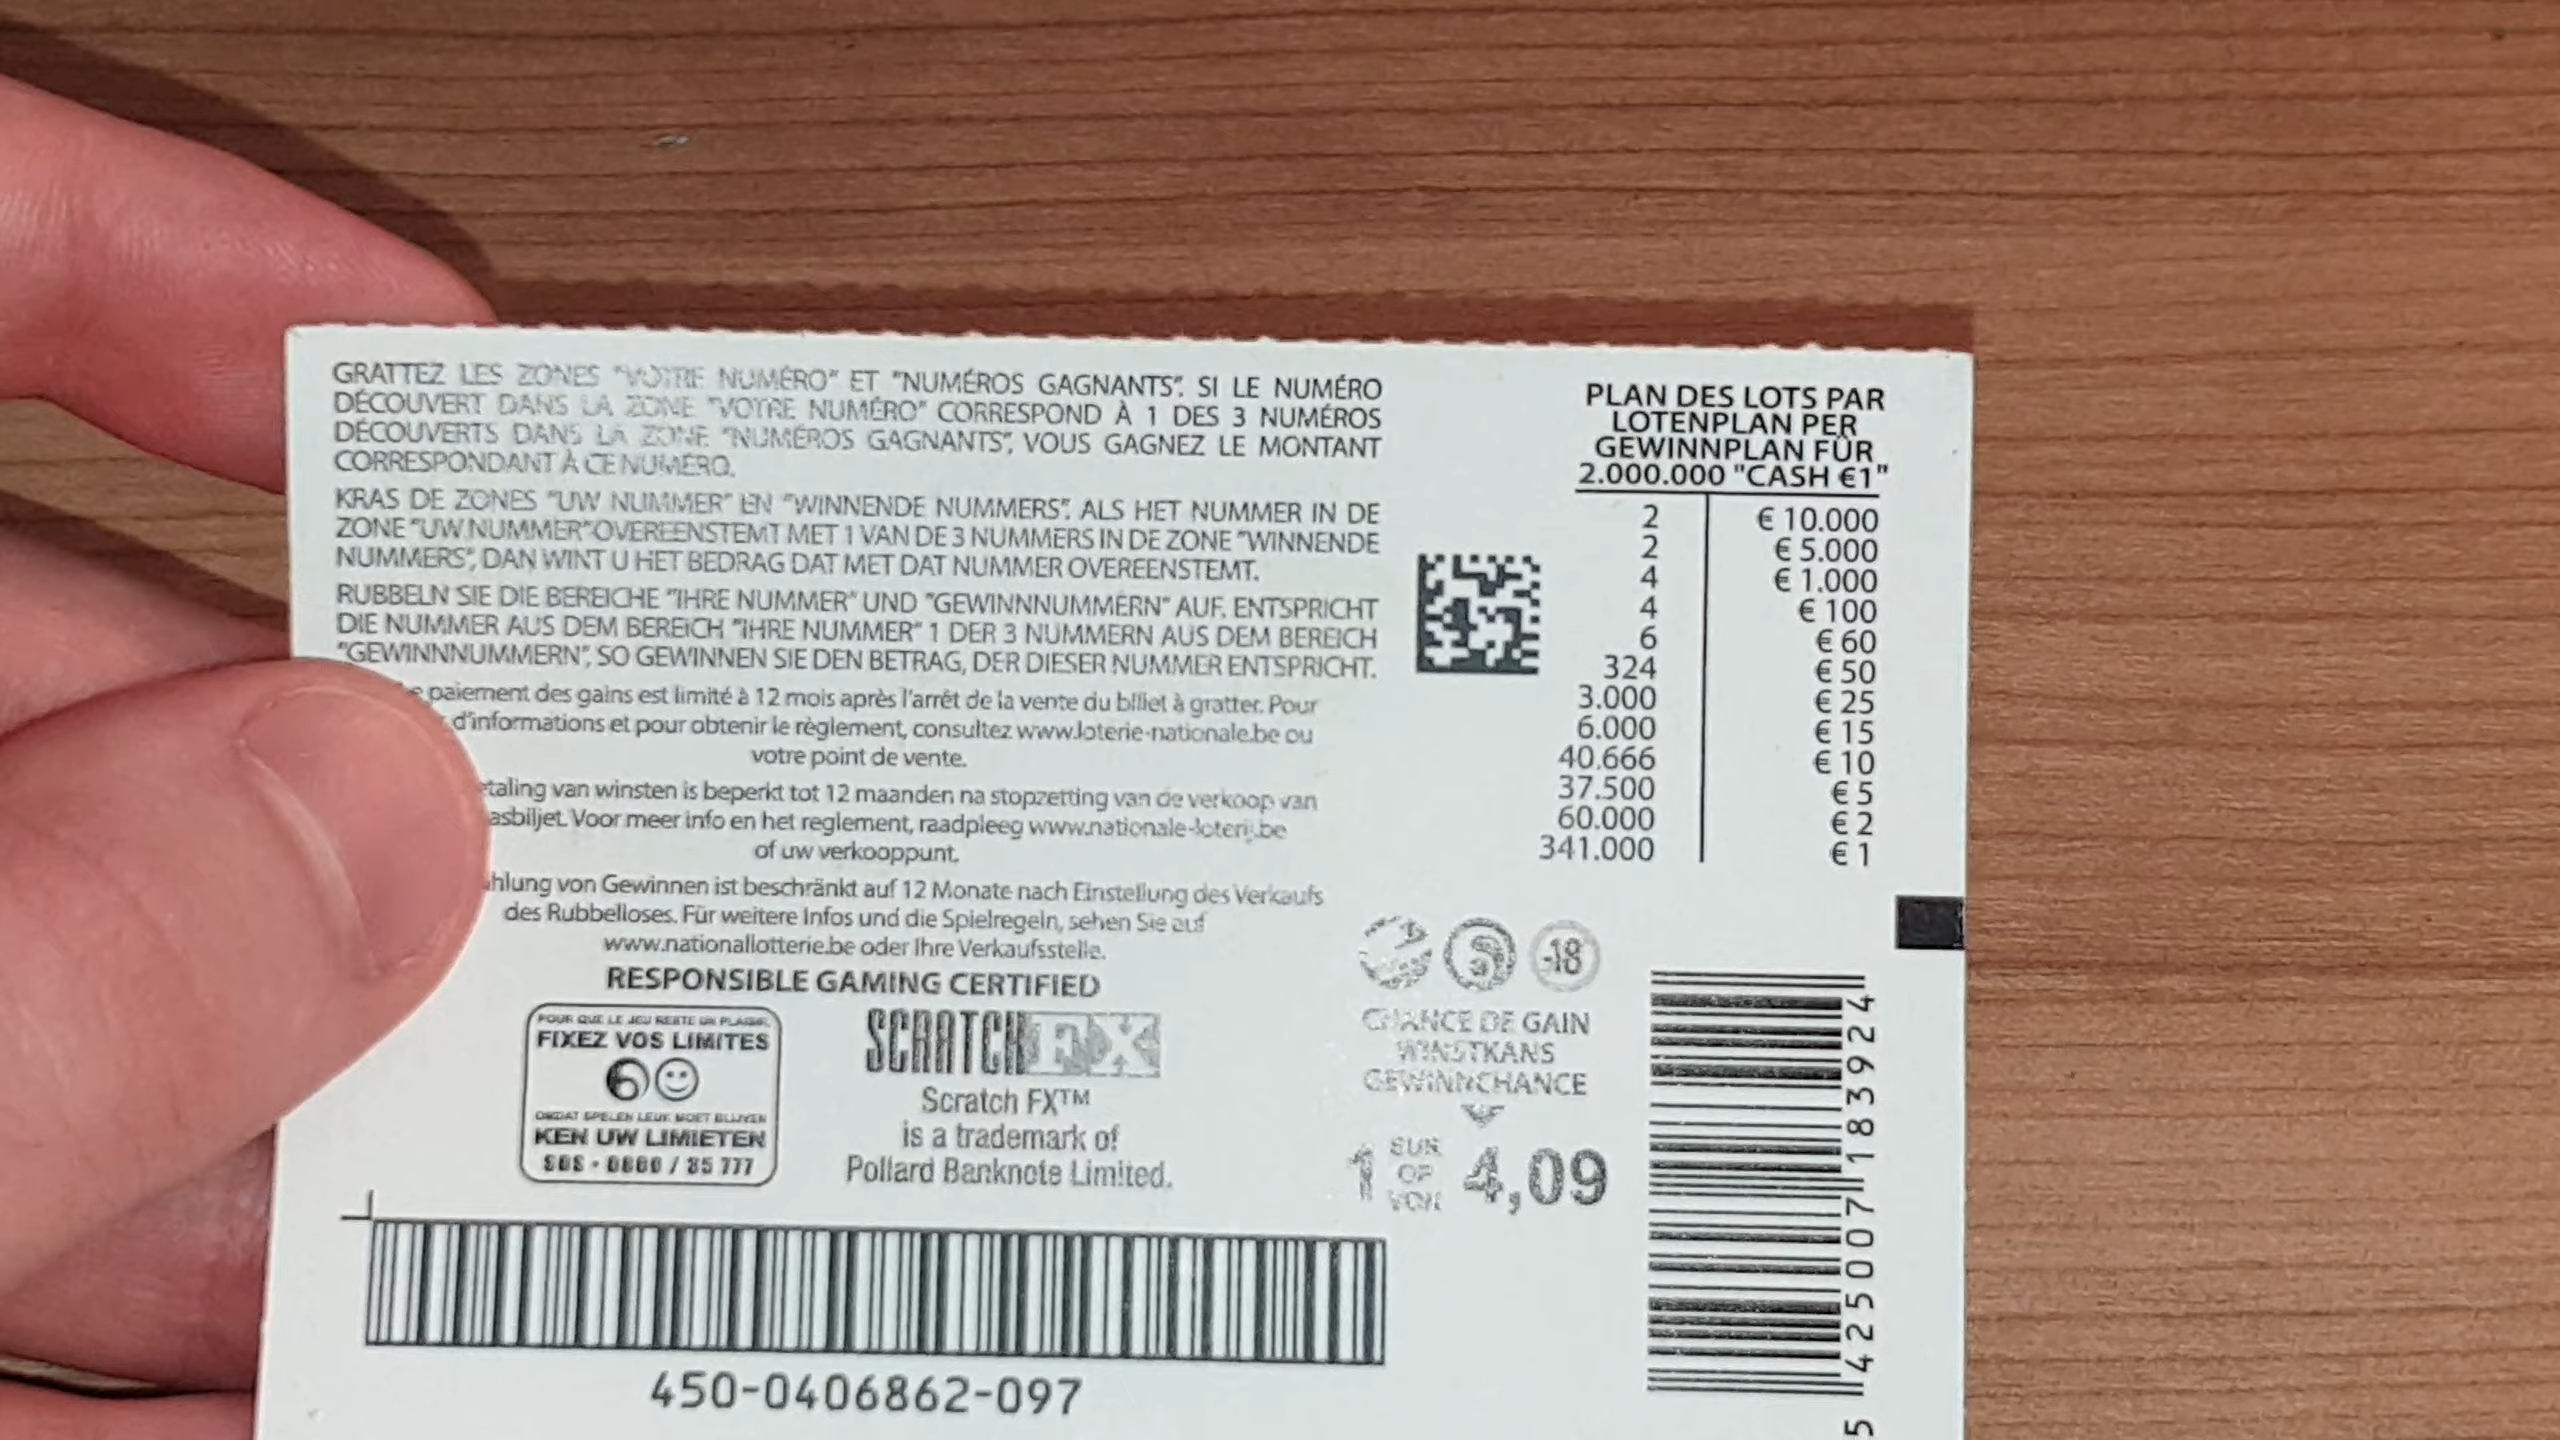 GRATTEZ LES ZONES "VOTRE NUMÉRO" ET "NUMÉROS GAGNANTS". SI LE NUMÉRO
DÉCOUVERT DANS LA ZONE "VOTRE NUMÉRO" CORRESPOND À 1 DES 3 NUMÉROS
DÉCOUVERTS DANS LA ZONE "NUMÉROS GAGNANTS", VOUS GAGNEZ LE MONTANT
CORRESPONDANT À CE NUMÉRO.
KRAS DE ZONES "UW NUMMER" EN "WINNENDE NUMMERS". ALS HET NUMMER IN DE
ZONE "UW NUMMER" OVEREENSTEMT MET 1 VAN DE 3 NUMMERS IN DE ZONE "WINNENDE
NUMMERS", DAN WINT U HET BEDRAG DAT MET DAT NUMMER OVEREENSTEMT.
RUBBELN SIE DIE BEREICHE "IHRE NUMMER" UND "GEWINNNUMMERN" AUF. ENTSPRICHT
DIE NUMMER AUS DEM BEREICH "IHRE NUMMER" 1 DER 3 NUMMERN AUS DEM BEREICH
"GEWINNNUMMERN", SO GEWINNEN SIE DEN BETRAG, DER DIESER NUMMER ENTSPRICHT.
paiement des gains est limité à 12 mois après l'arrêt de la vente du billet à gratter. Pour
d'informations et pour obtenir le règlement, consultez www.loterie-nationale.be ou
votre point de vente.
van winsten is beperkt tot 12 maanden na stopzetting van de verkoop van
Voor meer info en het reglement, raadpleeg www.nationale-loterij.be
of uw verkooppunt.
von Gewinnen ist beschränkt auf 12 Monate nach Einstellung des Verkaufs
des Rubbelloses. Für weitere Infos und die Spielregeln, sehen Sie auf
www.nationallotterie.be oder Ihre Verkaufsstelle.
RESPONSIBLE GAMING CERTIFIED
POUR QUE LE JEU RESTE UN PLAISIR,
FIXEZ VOS LIMITES
OMDAT SPELEN LEUK MOET BLIJVEN
KEN UW LIMIETEN
SOS - 0800 / 35 777
SCRATCH FX
Scratch FX™
is a trademark of
Pollard Banknote Limited.
450-0406862-097
PLAN DES LOTS PAR
LOTENPLAN PER
GEWINNPLAN FÜR
2.000.000 "CASH €1"
2 € 10.000
2 € 5.000
4 € 1.000
4 € 100
6 € 60
324 € 50
3.000 € 25
6.000 € 15
40.666 € 10
37.500 € 5
60.000 € 2
341.000 € 1
-18
CHANCE DE GAIN
WINSTKANS
GEWINNCHANCE
1 SUR OP VON 4,09
5 425007 183924